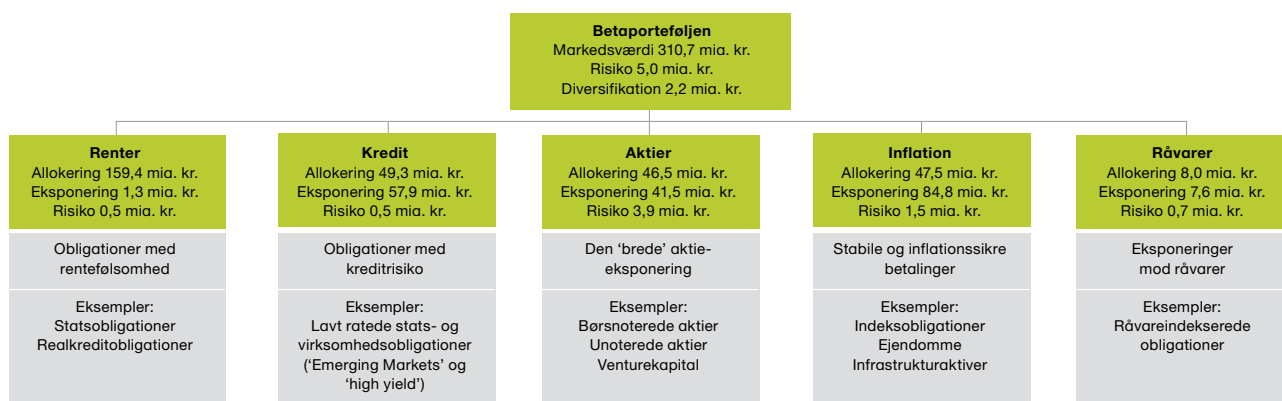 Betaporteføljen
Markedsværdi 310,7 mia. kr.
Risiko 5,0 mia. kr.
Diversifikation 2,2 mia. kr.
Renter
Allokering 159,4 mia. kr.
Eksponering 1,3 mia. kr.
Risiko 0,5 mia. kr.
Obligationer med
rentefølsomhed
Eksempler:
Statsobligationer
Realkreditobligationer
Kredit
Allokering 49,3 mia. kr.
Eksponering 57,9 mia. kr.
Risiko 0,5 mia. kr.
Obligationer med
kreditrisiko
Eksempler:
Lavt ratede stats- og
virksomhedsobligationer
(‘Emerging Markets’ og
‘high yield’)
Aktier
Allokering 46,5 mia. kr.
Eksponering 41,5 mia. kr.
Risiko 3,9 mia. kr.
Den ‘brede’ aktie-
eksponering
Eksempler:
Børsnoterede aktier
Unoterede aktier
Venturekapital
Inflation
Allokering 47,5 mia. kr.
Eksponering 84,8 mia. kr.
Risiko 1,5 mia. kr.
Stabile og inflationssikre
betalinger
Eksempler:
Indeksobligationer
Ejendomme
Infrastrukturaktiver
Råvarer
Allokering 8,0 mia. kr.
Eksponering 7,6 mia. kr.
Risiko 0,7 mia. kr.
Eksponeringer
mod råvarer
Eksempler:
Råvareindekserede
obligationer